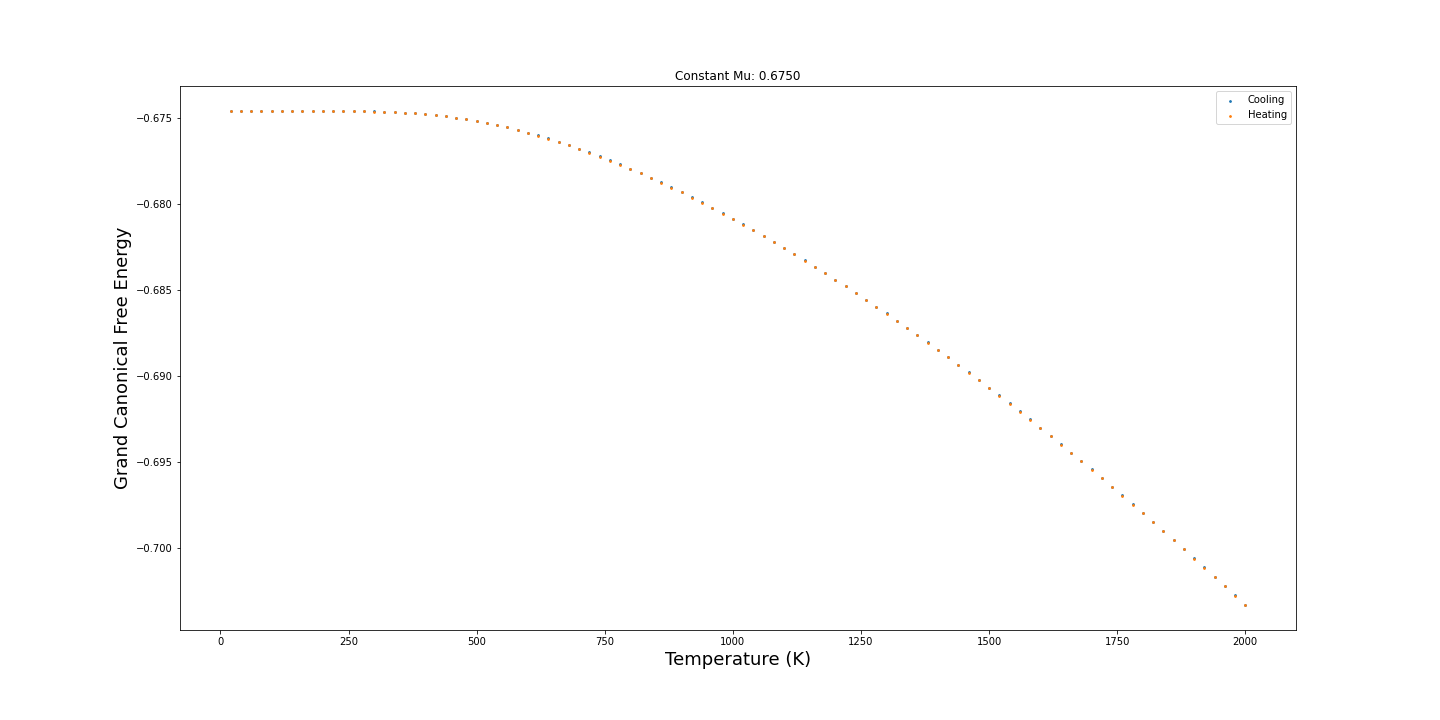 Constant Mu: 0.6750
Cooling
Heating
Grand Canonical Free Energy
−0.675
−0.680
−0.685
−0.690
−0.695
−0.700
0 250 500 750 1000 1250 1500 1750 2000
Temperature (K)